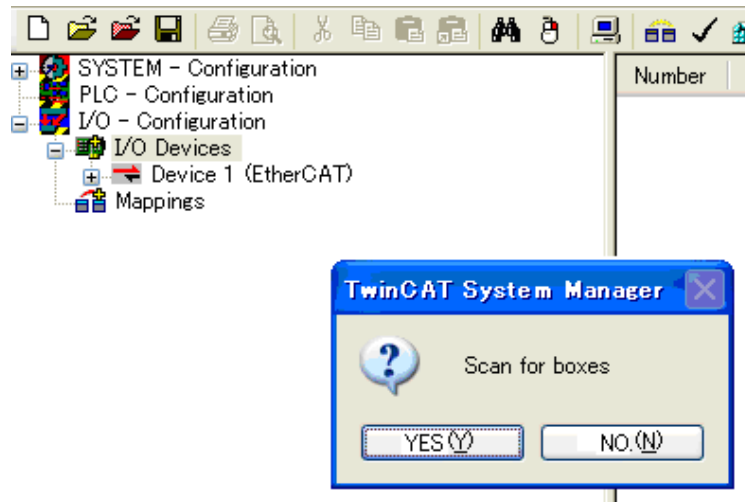 SYSTEM - Configuration
Number
PLC - Configuration
I/O - Configuration
I/O Devices
Device 1 (EtherCAT)
Mappings
TwinCAT System Manager
Scan for boxes
YES(Y)
NO.(N)